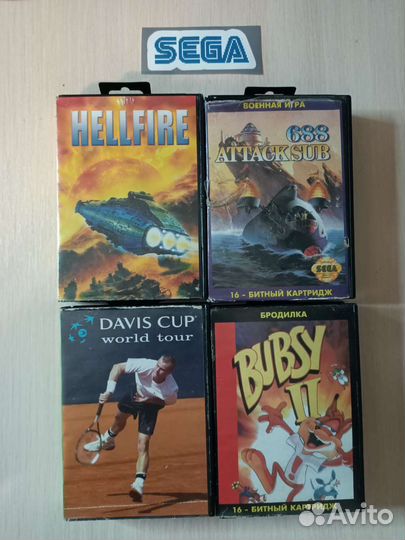 SEGA
HELLFIRE
ВОЕННАЯ ИГРА
688
ATTACK SUB
SEGA
16 - БИТНЫЙ КАРТРИДЖ
DAVIS CUP
world tour
БРОДИЛКА
BUBSY
II
16 - БИТНЫЙ КАРТРИДЖ
Avito